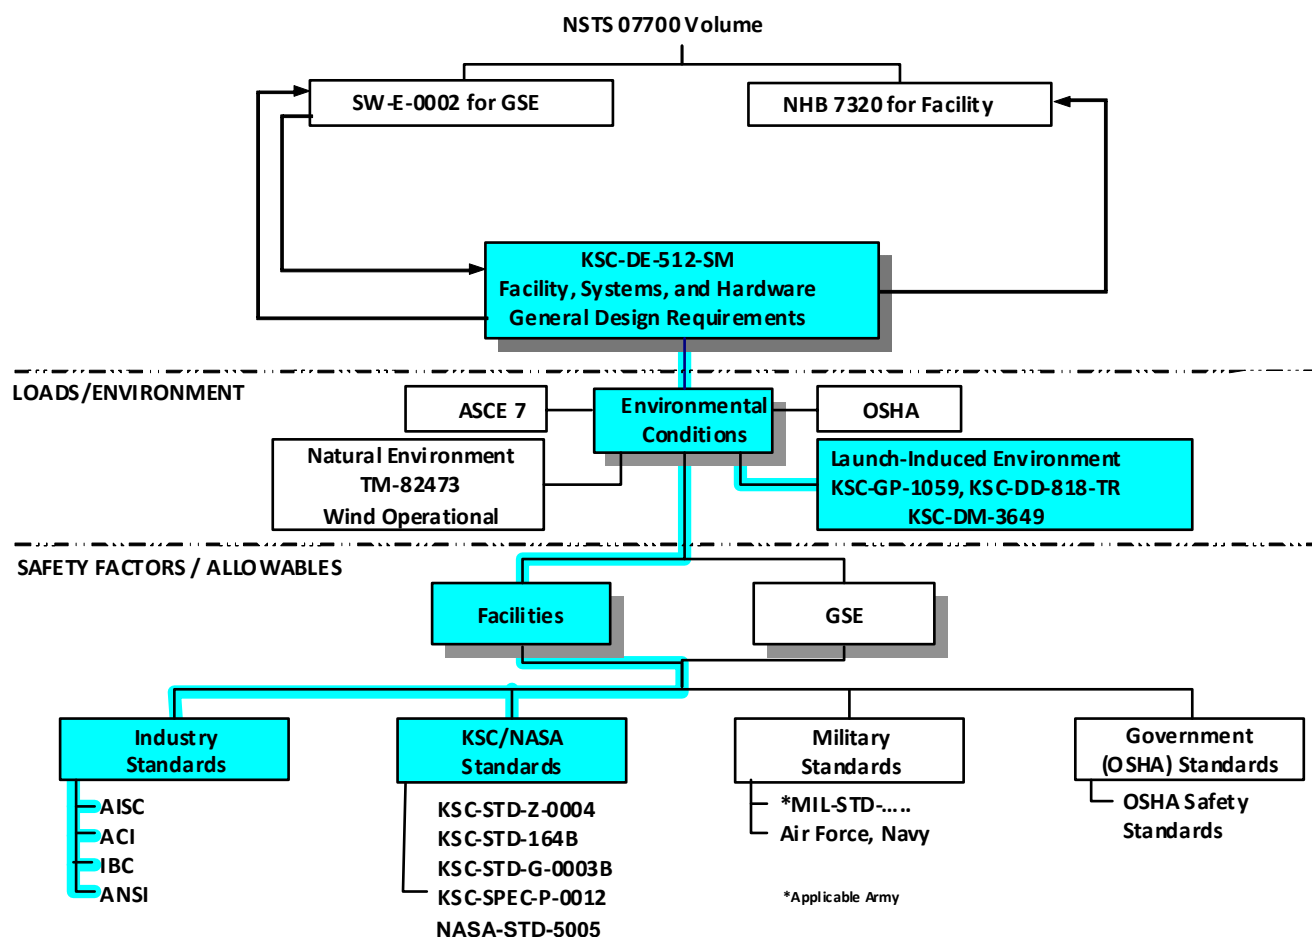 NSTS 07700 Volume
SW-E-0002 for GSE
NHB 7320 for Facility
KSC-DE-512-SM
Facility, Systems, and Hardware
General Design Requirements
LOADS/ENVIRONMENT
ASCE 7
Environmental
Conditions
OSHA
Natural Environment
TM-82473
Wind Operational
Launch-Induced Environment
KSC-GP-1059, KSC-DD-818-TR
KSC-DM-3649
SAFETY FACTORS / ALLOWABLES
Facilities
GSE
Industry
Standards
AISC
ACI
IBC
ANSI
KSC/NASA
Standards
KSC-STD-Z-0004
KSC-STD-164B
KSC-STD-G-0003B
KSC-SPEC-P-0012
NASA-STD-5005
Military
Standards
*MIL-STD-.....
Air Force, Navy
*Applicable Army
Government
(OSHA) Standards
OSHA Safety
Standards